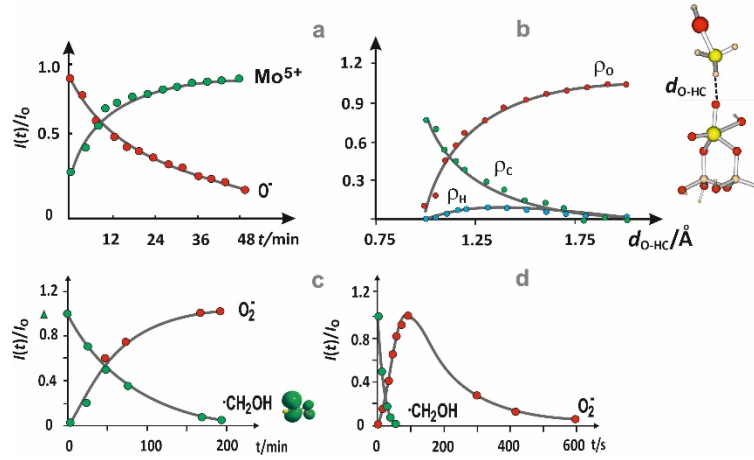 a
I(t)/I₀
1.0
0.5
0
Mo⁵⁺
O⁻
12 24 36 48 t/min
b
1.2
0.9
0.6
0.3
ρO
ρC
ρH
0.75 1.25 1.75 dO-HC/Å
dO-HC
c
I(t)/I₀
1.2
0.8
0.4
0
O₂⁻
·CH₂OH
0 100 200 t/min
d
I(t)/I₀
1.2
0.8
0.4
0
·CH₂OH
O₂⁻
0 200 400 600 t/s